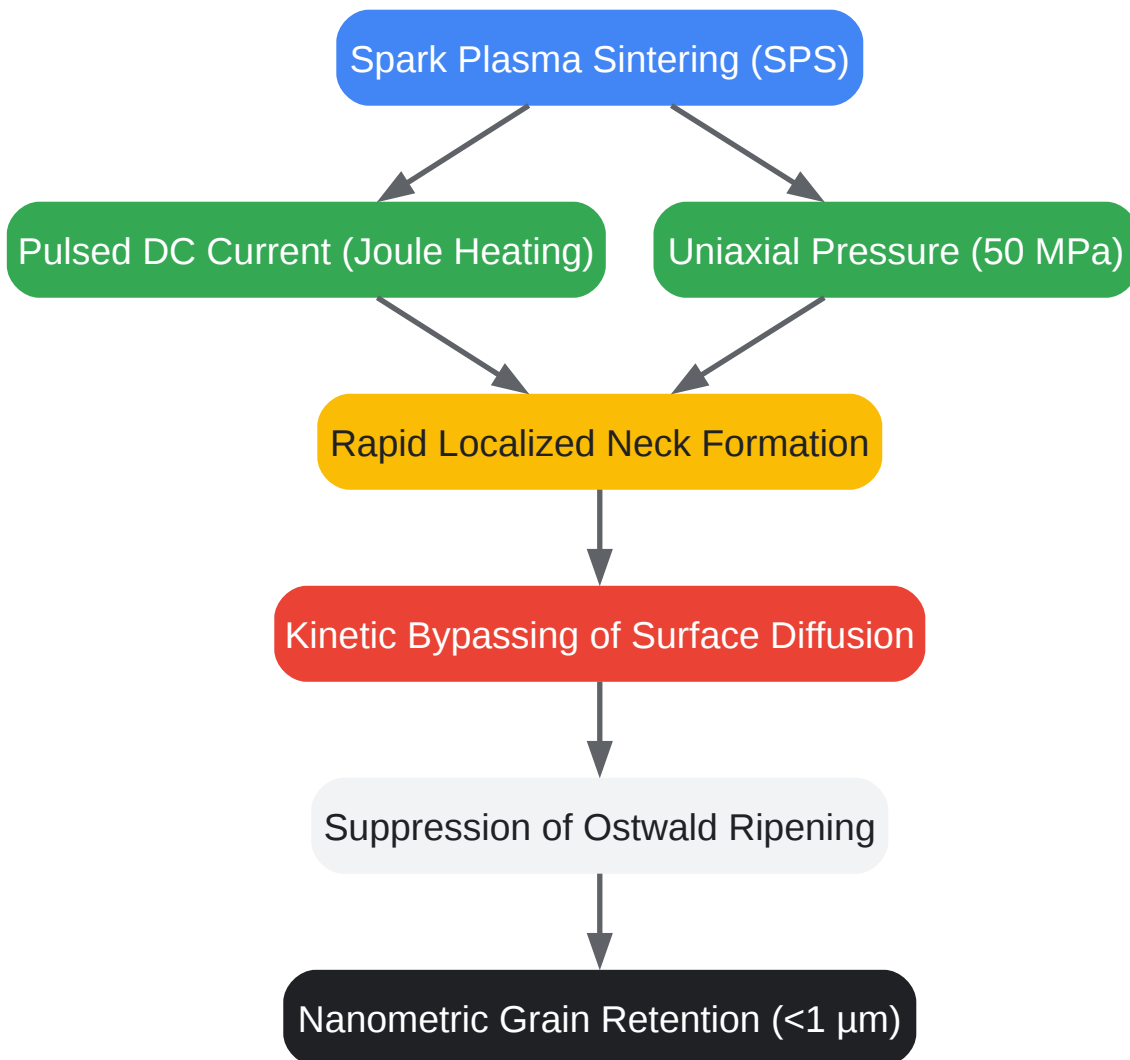 Spark Plasma Sintering (SPS)
Pulsed DC Current (Joule Heating)
Uniaxial Pressure (50 MPa)
Rapid Localized Neck Formation
Kinetic Bypassing of Surface Diffusion
Suppression of Ostwald Ripening
Nanometric Grain Retention (<1 µm)